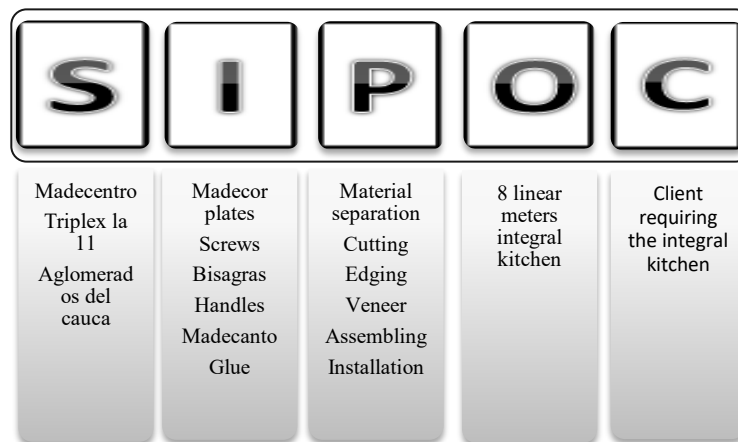 S
I
P
O
C
Madecentro
Triplex la
11
Aglomerad
os del
cauca
Madecor
plates
Screws
Bisagras
Handles
Madecanto
Glue
Material
separation
Cutting
Edging
Veneer
Assembling
Installation
8 linear
meters
integral
kitchen
Client
requiring
the integral
kitchen